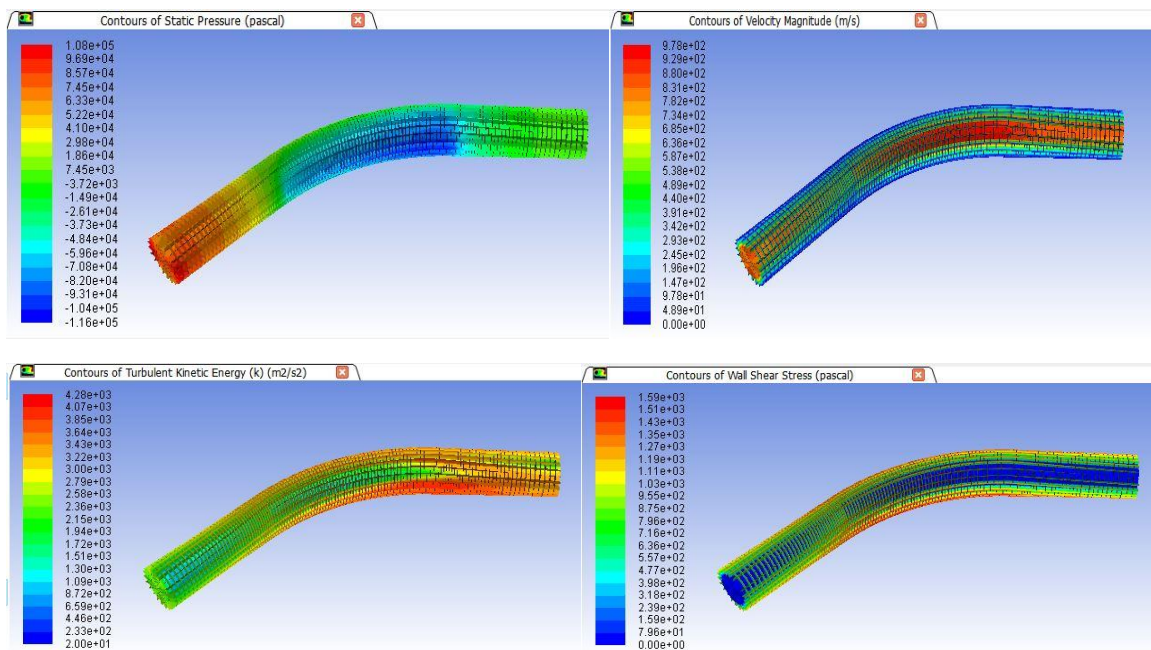 Contours of Static Pressure (pascal)
1.08e+05
9.69e+04
8.57e+04
7.45e+04
6.33e+04
5.22e+04
4.10e+04
2.98e+04
1.86e+04
7.45e+03
-3.72e+03
-1.49e+04
-2.61e+04
-3.73e+04
-4.84e+04
-5.96e+04
-7.08e+04
-8.20e+04
-9.31e+04
-1.04e+05
-1.16e+05
Contours of Velocity Magnitude (m/s)
9.78e+02
9.29e+02
8.80e+02
8.31e+02
7.82e+02
7.34e+02
6.85e+02
6.36e+02
5.87e+02
5.38e+02
4.89e+02
4.40e+02
3.91e+02
3.42e+02
2.93e+02
2.45e+02
1.96e+02
1.47e+02
9.78e+01
4.89e+01
0.00e+00
Contours of Turbulent Kinetic Energy (k) (m2/s2)
4.28e+03
4.07e+03
3.85e+03
3.64e+03
3.43e+03
3.22e+03
3.00e+03
2.79e+03
2.58e+03
2.36e+03
2.15e+03
1.94e+03
1.72e+03
1.51e+03
1.30e+03
1.09e+03
8.72e+02
6.59e+02
4.46e+02
2.33e+02
2.00e+01
Contours of Wall Shear Stress (pascal)
1.59e+03
1.51e+03
1.43e+03
1.35e+03
1.27e+03
1.19e+03
1.11e+03
1.03e+03
9.55e+02
8.75e+02
7.96e+02
7.16e+02
6.36e+02
5.57e+02
4.77e+02
3.98e+02
3.18e+02
2.39e+02
1.59e+02
7.96e+01
0.00e+00